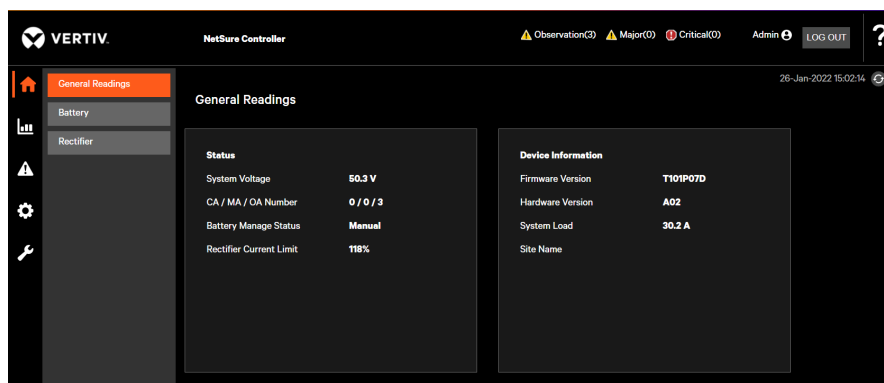 VERTIV.
NetSure Controller
Observation(3) Major(0) Critical(0) Admin LOG OUT ?
26-Jan-2022 15:02:14
General Readings
Battery
Rectifier
General Readings
Status
System Voltage 50.3 V
CA / MA / OA Number 0 / 0 / 3
Battery Manage Status Manual
Rectifier Current Limit 118%
Device Information
Firmware Version T101P07D
Hardware Version A02
System Load 30.2 A
Site Name